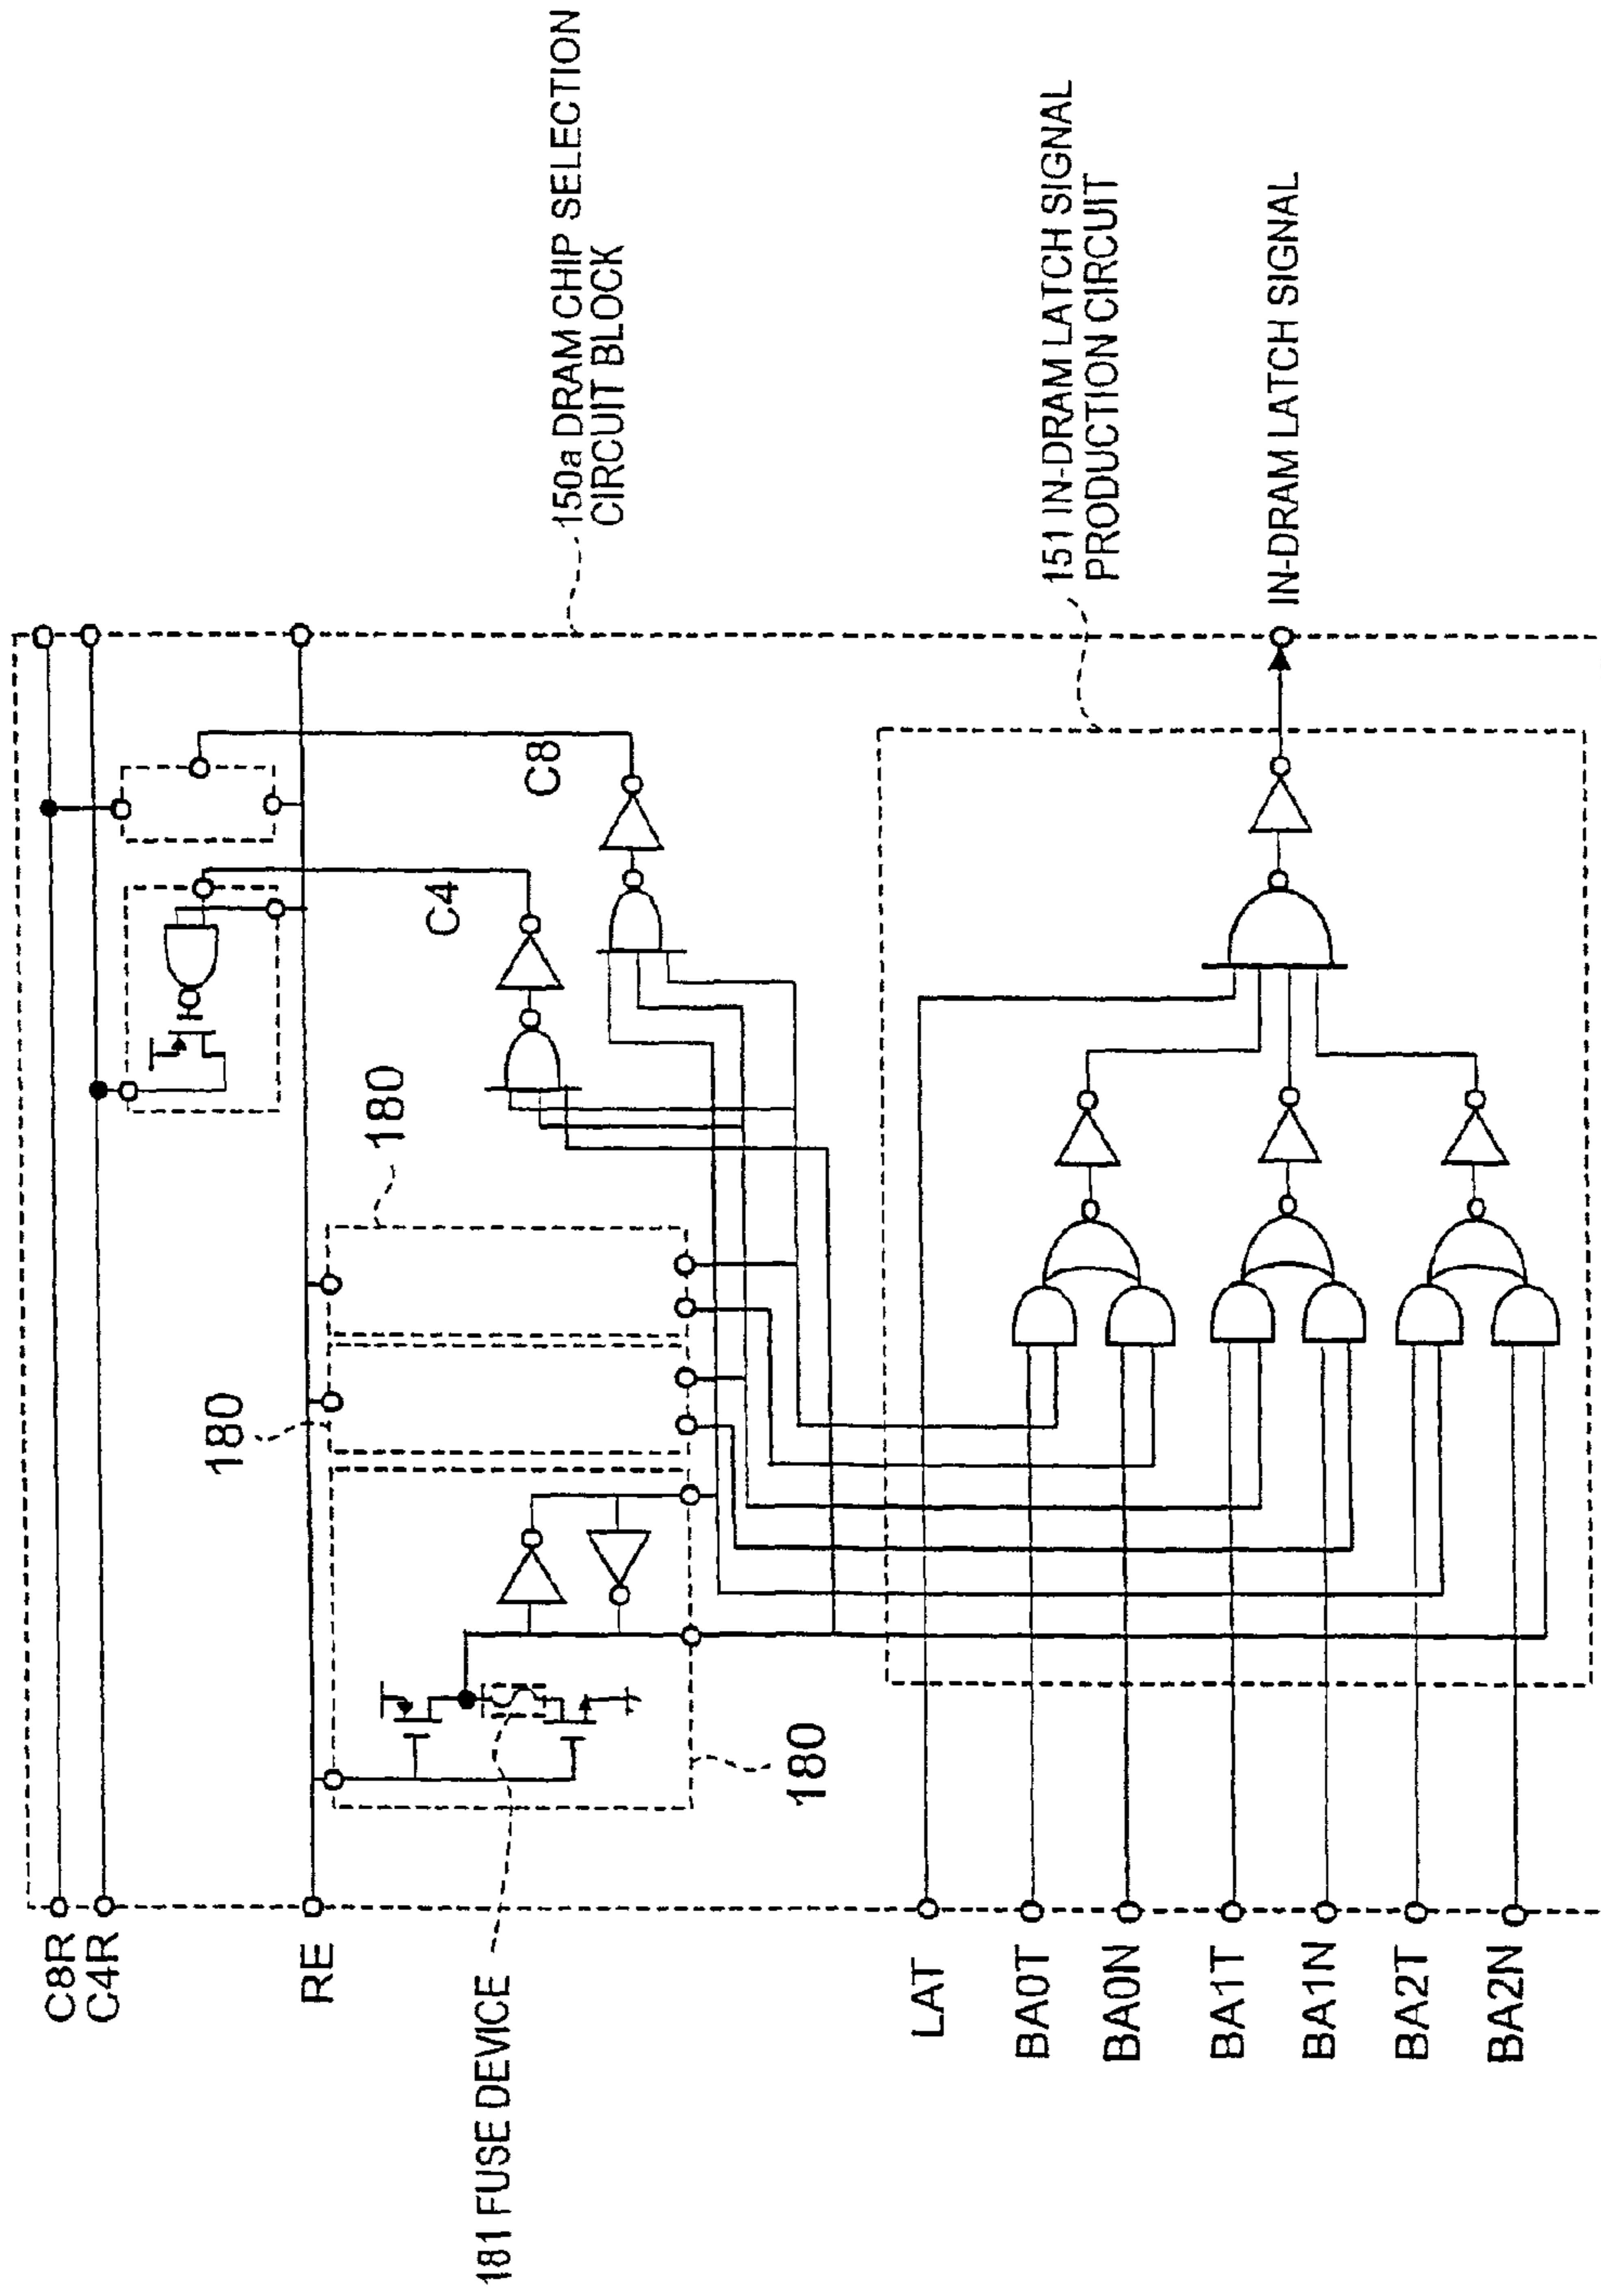 C8R
C4R
RE
181 FUSE DEVICE
LAT
BA0T
BA0N
BA1T
BA1N
BA2T
BA2N
180
180
180
C4
C8
150a DRAM CHIP SELECTION
CIRCUIT BLOCK
151 IN-DRAM LATCH SIGNAL
PRODUCTION CIRCUIT
IN-DRAM LATCH SIGNAL